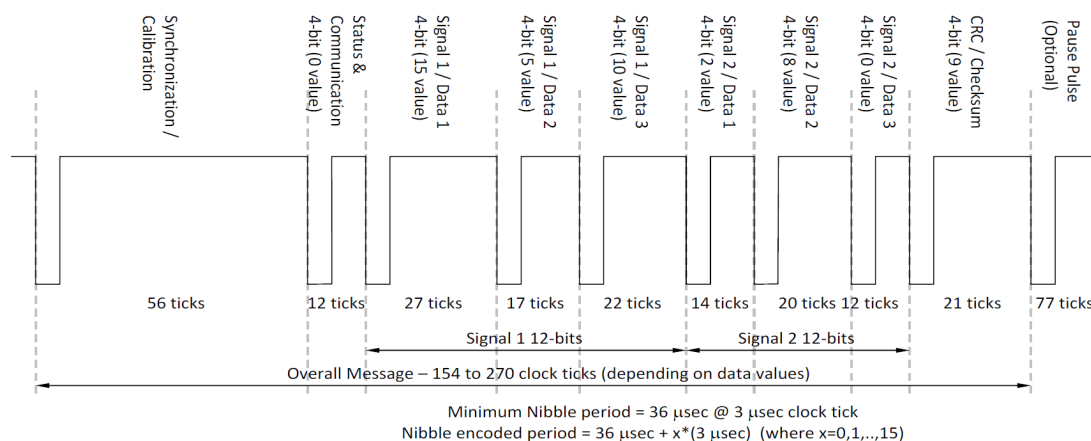 Synchronization /
Calibration
Status &
Communication
4-bit (0 value)
Signal 1 / Data 1
4-bit (15 value)
Signal 1 / Data 2
4-bit (5 value)
Signal 1 / Data 3
4-bit (10 value)
Signal 2 / Data 1
4-bit (2 value)
Signal 2 / Data 2
4-bit (8 value)
Signal 2 / Data 3
4-bit (0 value)
CRC / Checksum
4-bit (9 value)
Pause Pulse
(Optional)
56 ticks 12 ticks 27 ticks 17 ticks 22 ticks 14 ticks 20 ticks 12 ticks 21 ticks 77 ticks
Signal 1 12-bits Signal 2 12-bits
Overall Message – 154 to 270 clock ticks (depending on data values)
Minimum Nibble period = 36 μsec @ 3 μsec clock tick
Nibble encoded period = 36 μsec + x*(3 μsec) (where x=0,1,..,15)